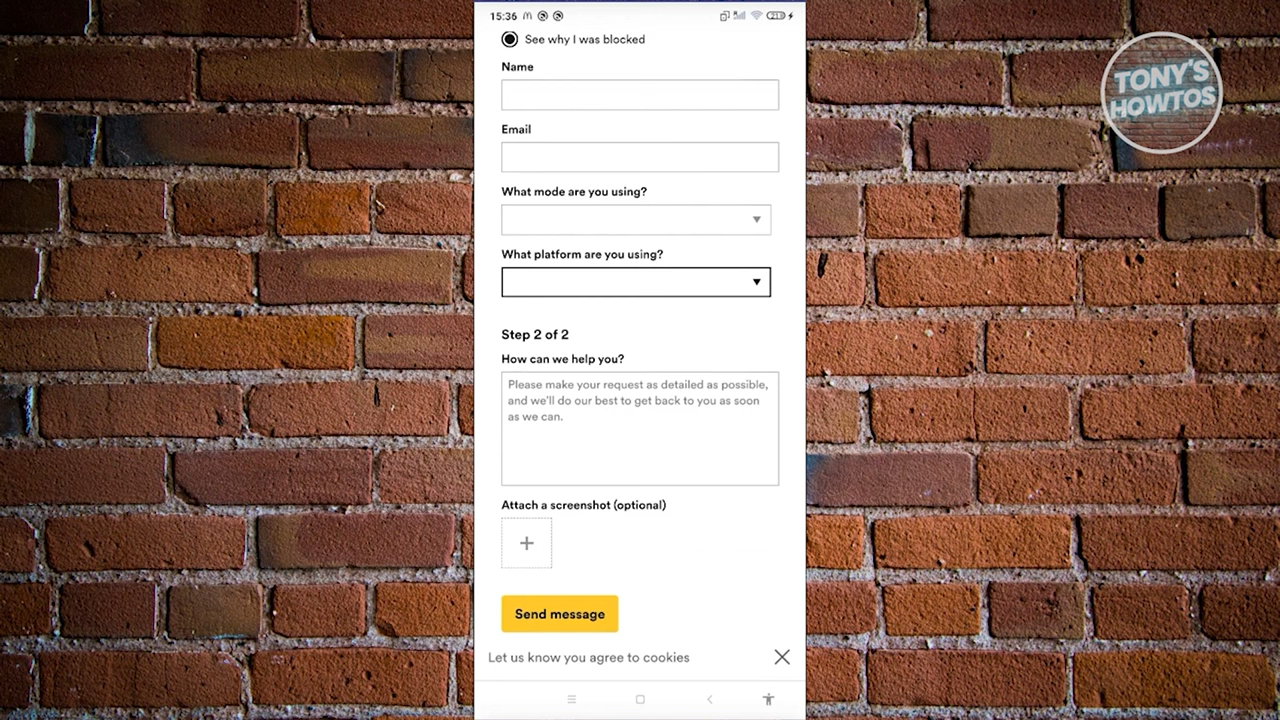 15:36
See why I was blocked
Name
Email
What mode are you using?
What platform are you using?
Step 2 of 2
How can we help you?
Please make your request as detailed as possible,
and we'll do our best to get back to you as soon
as we can.
Attach a screenshot (optional)
Send message
Let us know you agree to cookies
TONY'S
HOWTOS